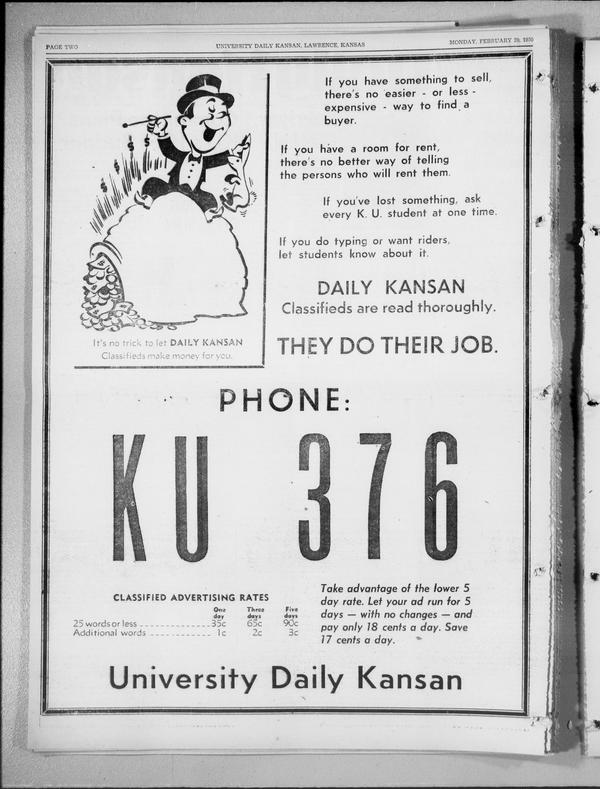 PAGE TWO
UNIVERSITY DAILY KANSAN, LAWRENCE, KANSAS
MONDAY, FEBRUARY 20, 1950
If you have something to sell,
there's no easier - or less -
expensive - way to find a
buyer.
If you have a room for rent,
there's no better way of telling
the persons who will rent them.
If you've lost something, ask
every K. U. student at one time.
If you do typing or want riders,
let students know about it.
DAILY KANSAN
Classifieds are read thoroughly.
THEY DO THEIR JOB.
$ $ $ $
It's no trick to let DAILY KANSAN
Classifieds make money for you.
PHONE:
KU 376
CLASSIFIED ADVERTISING RATES
One day Three days Five days
25 words or less 35c 65c 90c
Additional words 1c 2c 3c
Take advantage of the lower 5
day rate. Let your ad run for 5
days — with no changes — and
pay only 18 cents a day. Save
17 cents a day.
University Daily Kansan